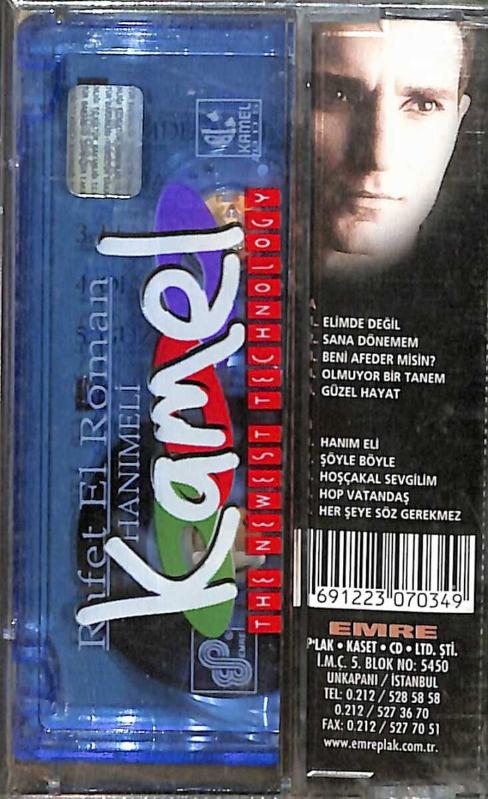 Rafet El Roman
HANIMELİ
Kamel
THE NEWEST TECHNOLOGY
KAMEL
EMRE
A
ELİMDE DEĞİL
SANA DÖNEMEM
BENİ AFEDER MİSİN?
OLMUYOR BİR TANEM
GÜZEL HAYAT
HANIM ELİ
ŞÖYLE BÖYLE
HOŞÇAKAL SEVGİLİM
HOP VATANDAŞ
HER ŞEYE SÖZ GEREKMEZ
691223 070349
EMRE
PLAK • KASET • CD • LTD. ŞTİ.
İ.M.Ç. 5. BLOK NO: 5450
UNKAPANI / İSTANBUL
TEL: 0.212 / 528 58 58
0.212 / 527 36 70
FAX: 0.212 / 527 70 51
www.emreplak.com.tr.